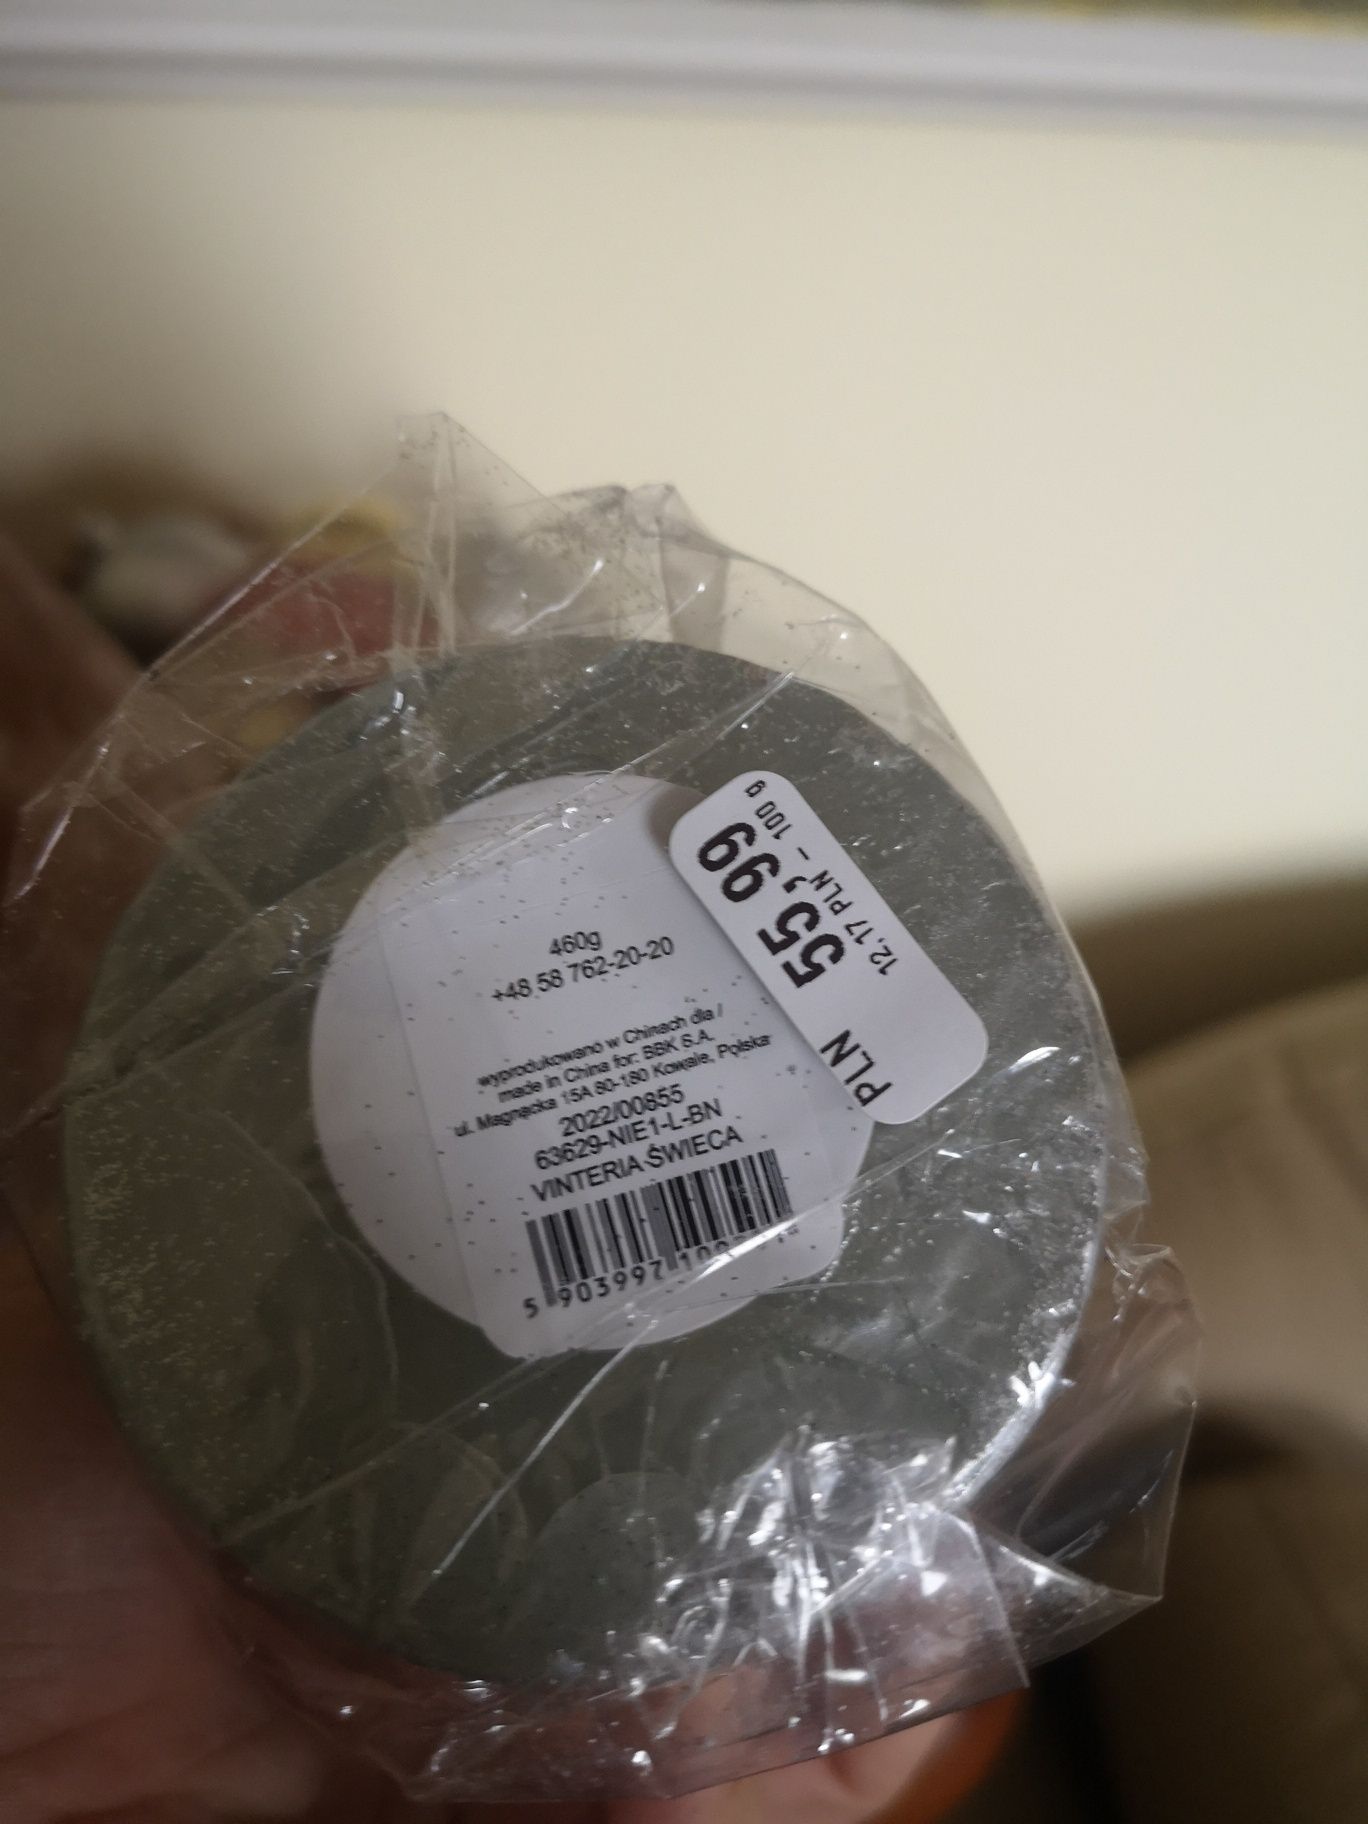 460g
+48 58 762-20-20
wyprodukowano w Chinach dla /
made in China for: BBK S.A.
ul. Magnacka 15A 80-180 Kowale, Polska
2022/00855
63629-NIE1-L-BN
VINTERIA ŚWIECA
5 903997
PLN 55,99
12,17 PLN - 100 g